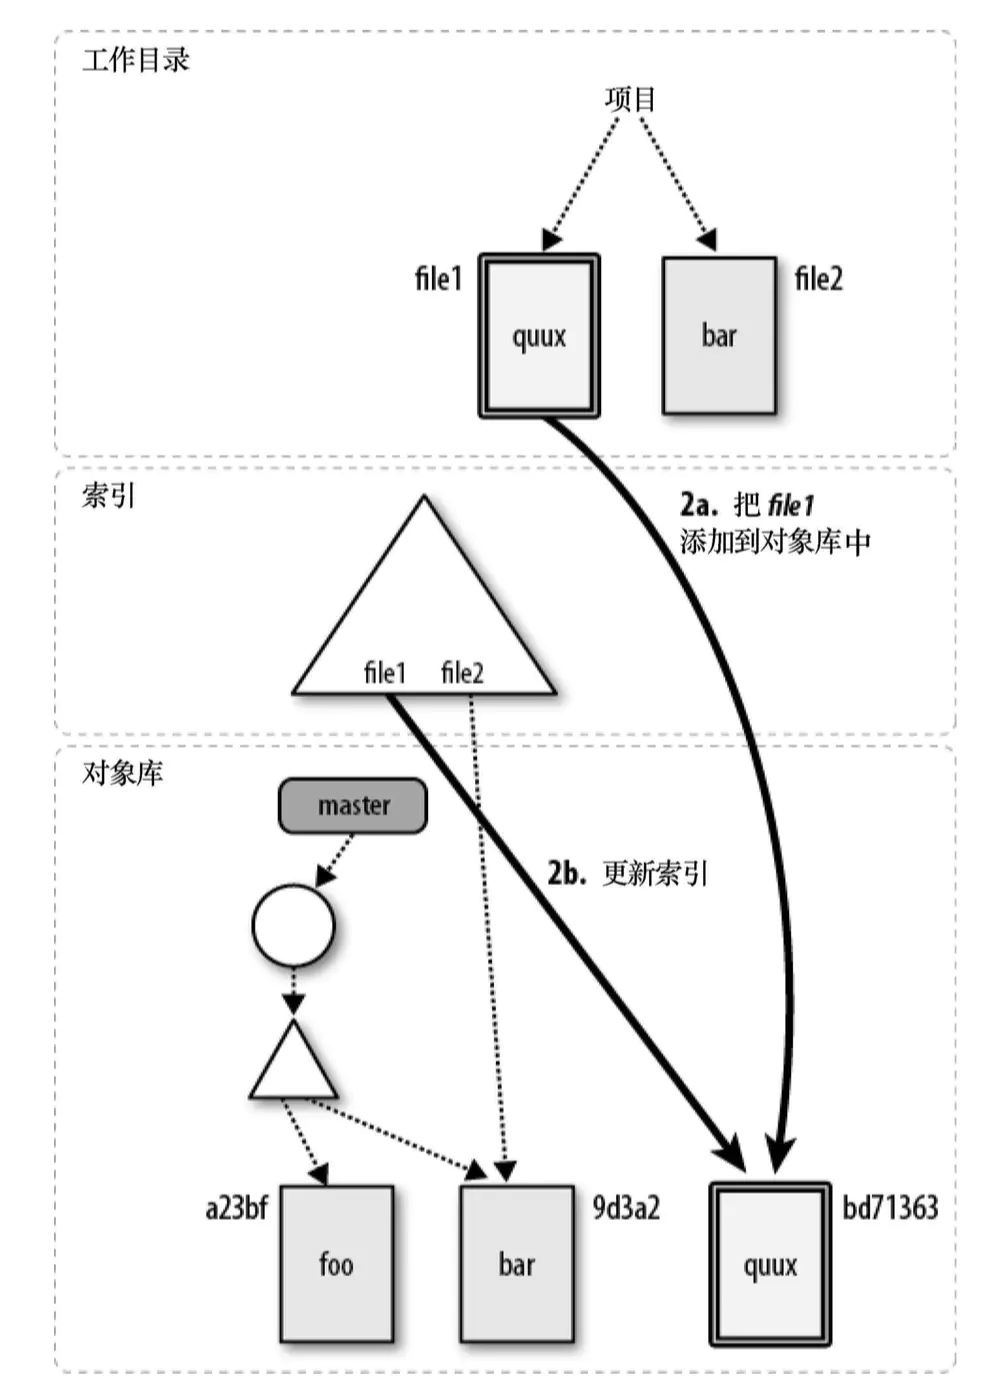 工作目录
项目
file1
file2
quux
bar
索引
2a. 把 file1
添加到对象库中
file1 file2
对象库
master
2b. 更新索引
a23bf
9d3a2
bd71363
foo
bar
quux